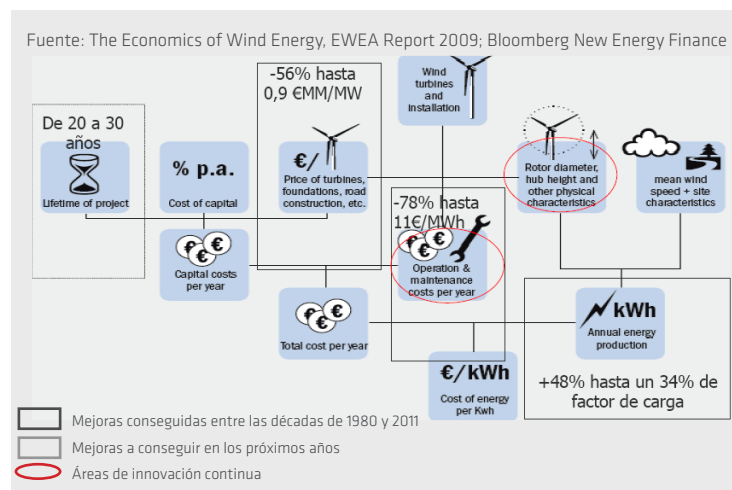 Fuente: The Economics of Wind Energy, EWEA Report 2009; Bloomberg New Energy Finance
Wind
turbines
and
installation
-56% hasta
0,9 €MM/MW
De 20 a 30
años
Lifetime of project
% p.a.
Cost of capital
€/
Price of turbines,
foundations, road
construction, etc.
Rotor diameter,
hub height and
other physical
characteristics
mean wind
speed + site
characteristics
-78% hasta
11€/MWh
€
€
€
Capital costs
per year
€
€
€
Operation &
maintenance
costs per year
€
€
€
Total cost per year
kWh
Annual energy
production
€/kWh
Cost of energy
per Kwh
+48% hasta un 34% de
factor de carga
Mejoras conseguidas entre las décadas de 1980 y 2011
Mejoras a conseguir en los próximos años
Áreas de innovación continua